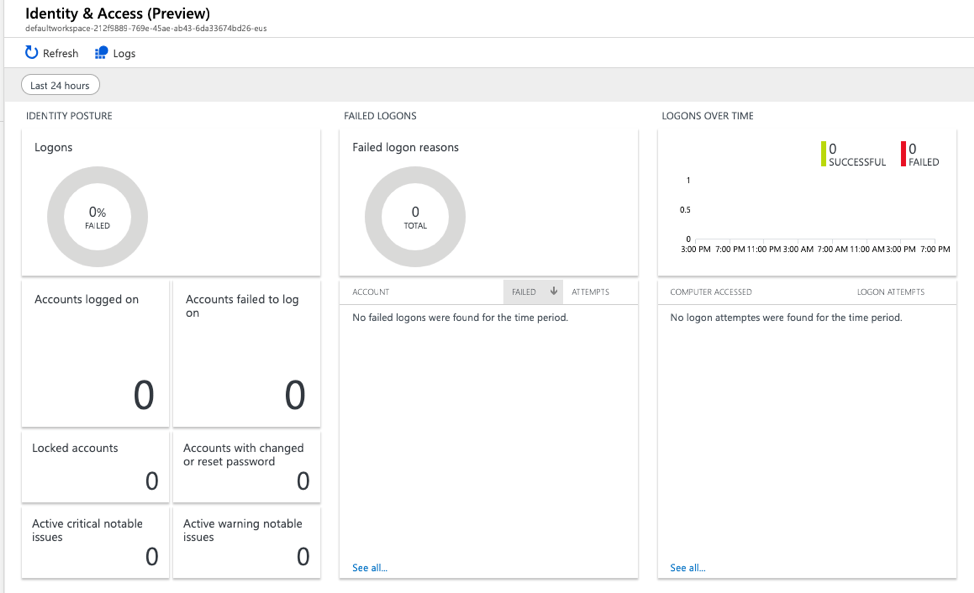 Identity & Access (Preview)
defaultworkspace-212f5889-769e-45ae-ab43-6da33674bd26-eus
Refresh
Logs
Last 24 hours
IDENTITY POSTURE
Logons
0%
FAILED
Accounts logged on
0
Accounts failed to log
on
0
Locked accounts
0
Accounts with changed
or reset password
0
Active critical notable
issues
0
Active warning notable
issues
0
FAILED LOGONS
Failed logon reasons
0
TOTAL
ACCOUNT FAILED ↓ ATTEMPTS
No failed logons were found for the time period.
See all...
LOGONS OVER TIME
0
SUCCESSFUL
0
FAILED
1
0.5
0
3:00 PM 7:00 PM 11:00 PM 3:00 AM 7:00 AM 11:00 AM 3:00 PM 7:00 PM
COMPUTER ACCESSED LOGON ATTEMPTS
No logon attemptes were found for the time period.
See all...